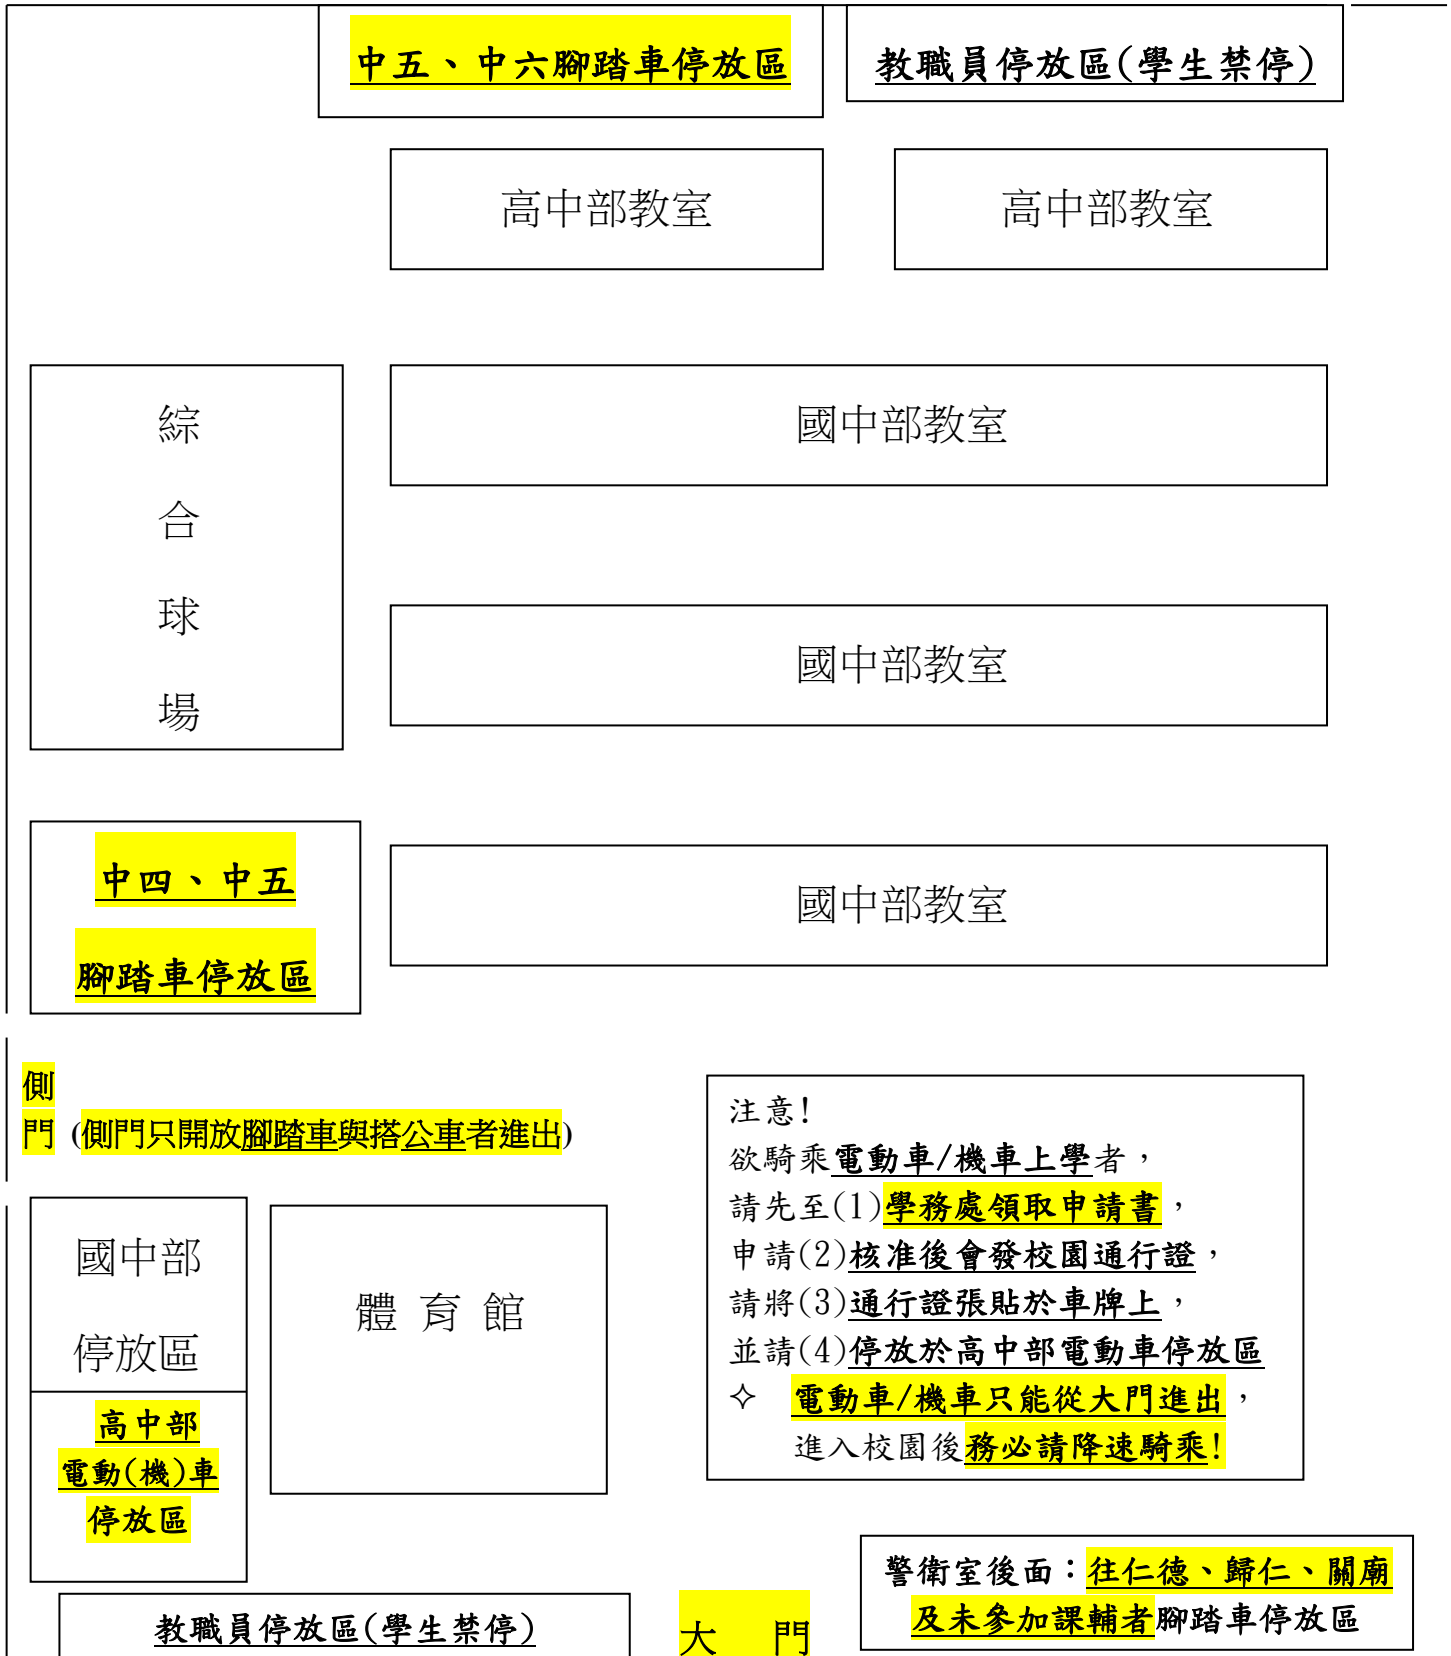 中五、中六腳踏車停放區
教職員停放區(學生禁停)
高中部教室
高中部教室
綜
合
球
場
國中部教室
國中部教室
中四、中五
腳踏車停放區
國中部教室
側
門 (側門只開放腳踏車與搭公車者進出)
國中部
停放區
高中部
電動(機)車
停放區
體 育 館
注意!
欲騎乘電動車/機車上學者，
請先至(1)學務處領取申請書，
申請(2)核准後會發校園通行證，
請將(3)通行證張貼於車牌上，
並請(4)停放於高中部電動車停放區
✧ 電動車/機車只能從大門進出，
進入校園後務必請降速騎乘!
教職員停放區(學生禁停)
大 門
警衛室後面：往仁德、歸仁、關廟
及未參加課輔者腳踏車停放區